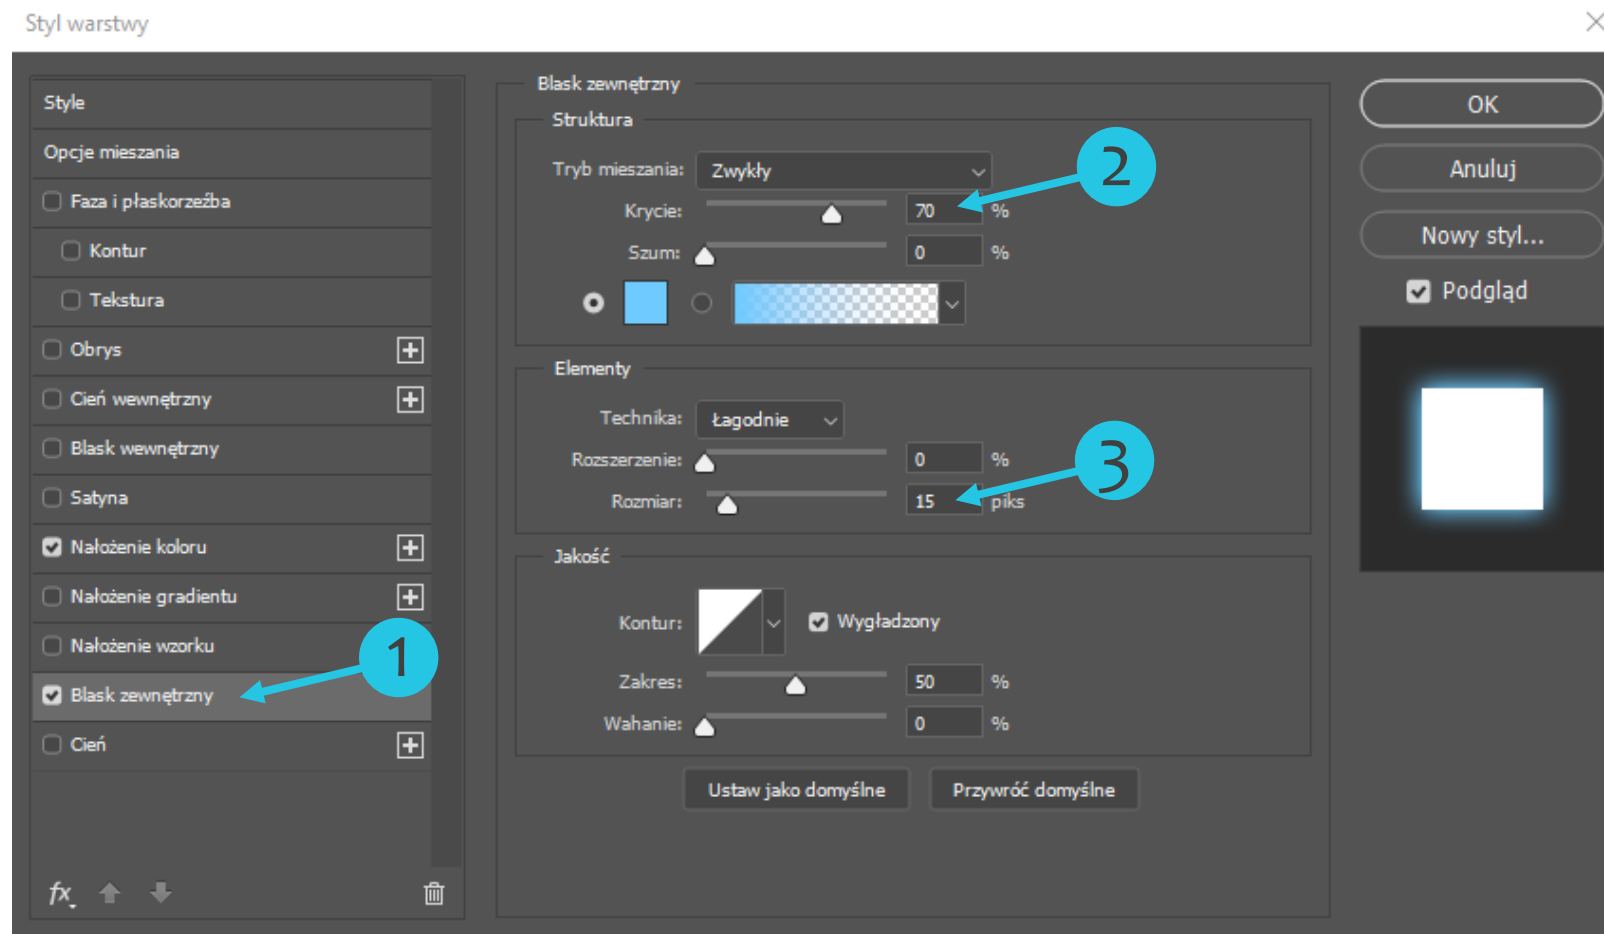 Styl warstwy
Style
Opcje mieszania
Faza i płaskorzeźba
Kontur
Tekstura
Obrys
Cień wewnętrzny
Blask wewnętrzny
Satyna
Nałożenie koloru
Nałożenie gradientu
Nałożenie wzorku
1
Blask zewnętrzny
Cień
fx
Blask zewnętrzny
Struktura
Tryb mieszania: Zwykły
2
Krycie: 70 %
Szum: 0 %
Elementy
Technika: Łagodnie
Rozszerzenie: 0 %
3
Rozmiar: 15 piks
Jakość
Kontur: Wygładzony
Zakres: 50 %
Wahanie: 0 %
Ustaw jako domyślne Przywróć domyślne
OK
Anuluj
Nowy styl...
Podgląd